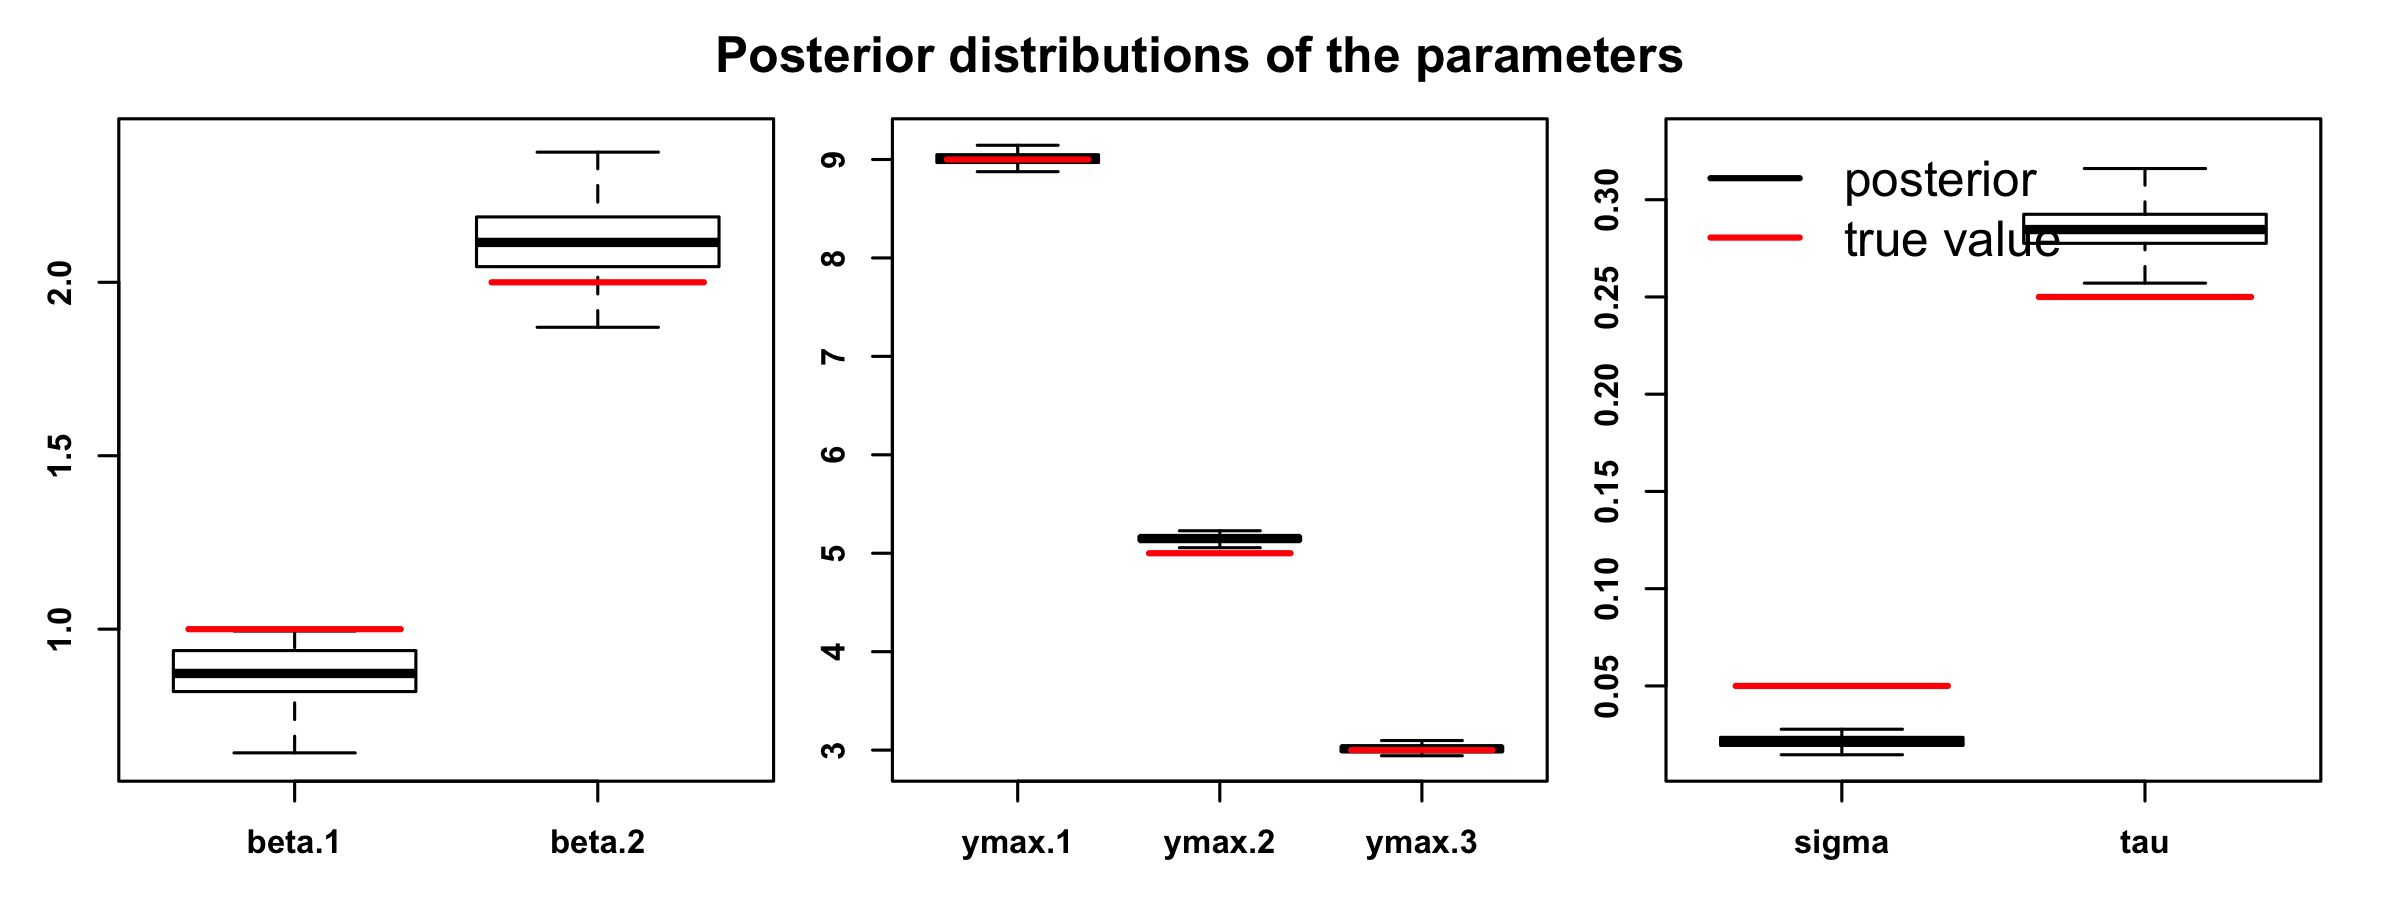 Posterior distributions of the parameters
2.0
1.5
1.0
beta.1
beta.2
9
8
7
6
5
4
3
ymax.1
ymax.2
ymax.3
posterior
true value
0.30
0.25
0.20
0.15
0.10
0.05
sigma
tau